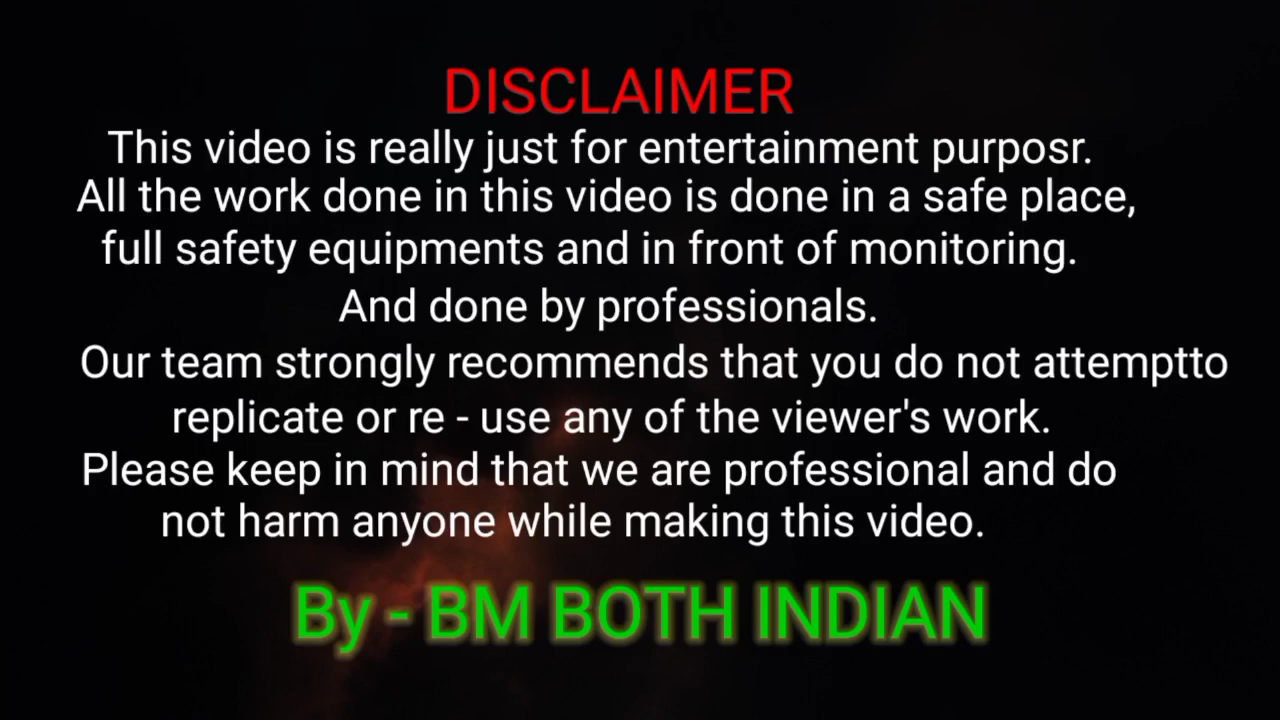 DISCLAIMER
This video is really just for entertainment purposr.
All the work done in this video is done in a safe place,
full safety equipments and in front of monitoring.
And done by professionals.
Our team strongly recommends that you do not attemptto
replicate or re - use any of the viewer's work.
Please keep in mind that we are professional and do
not harm anyone while making this video.
By - BM BOTH INDIAN